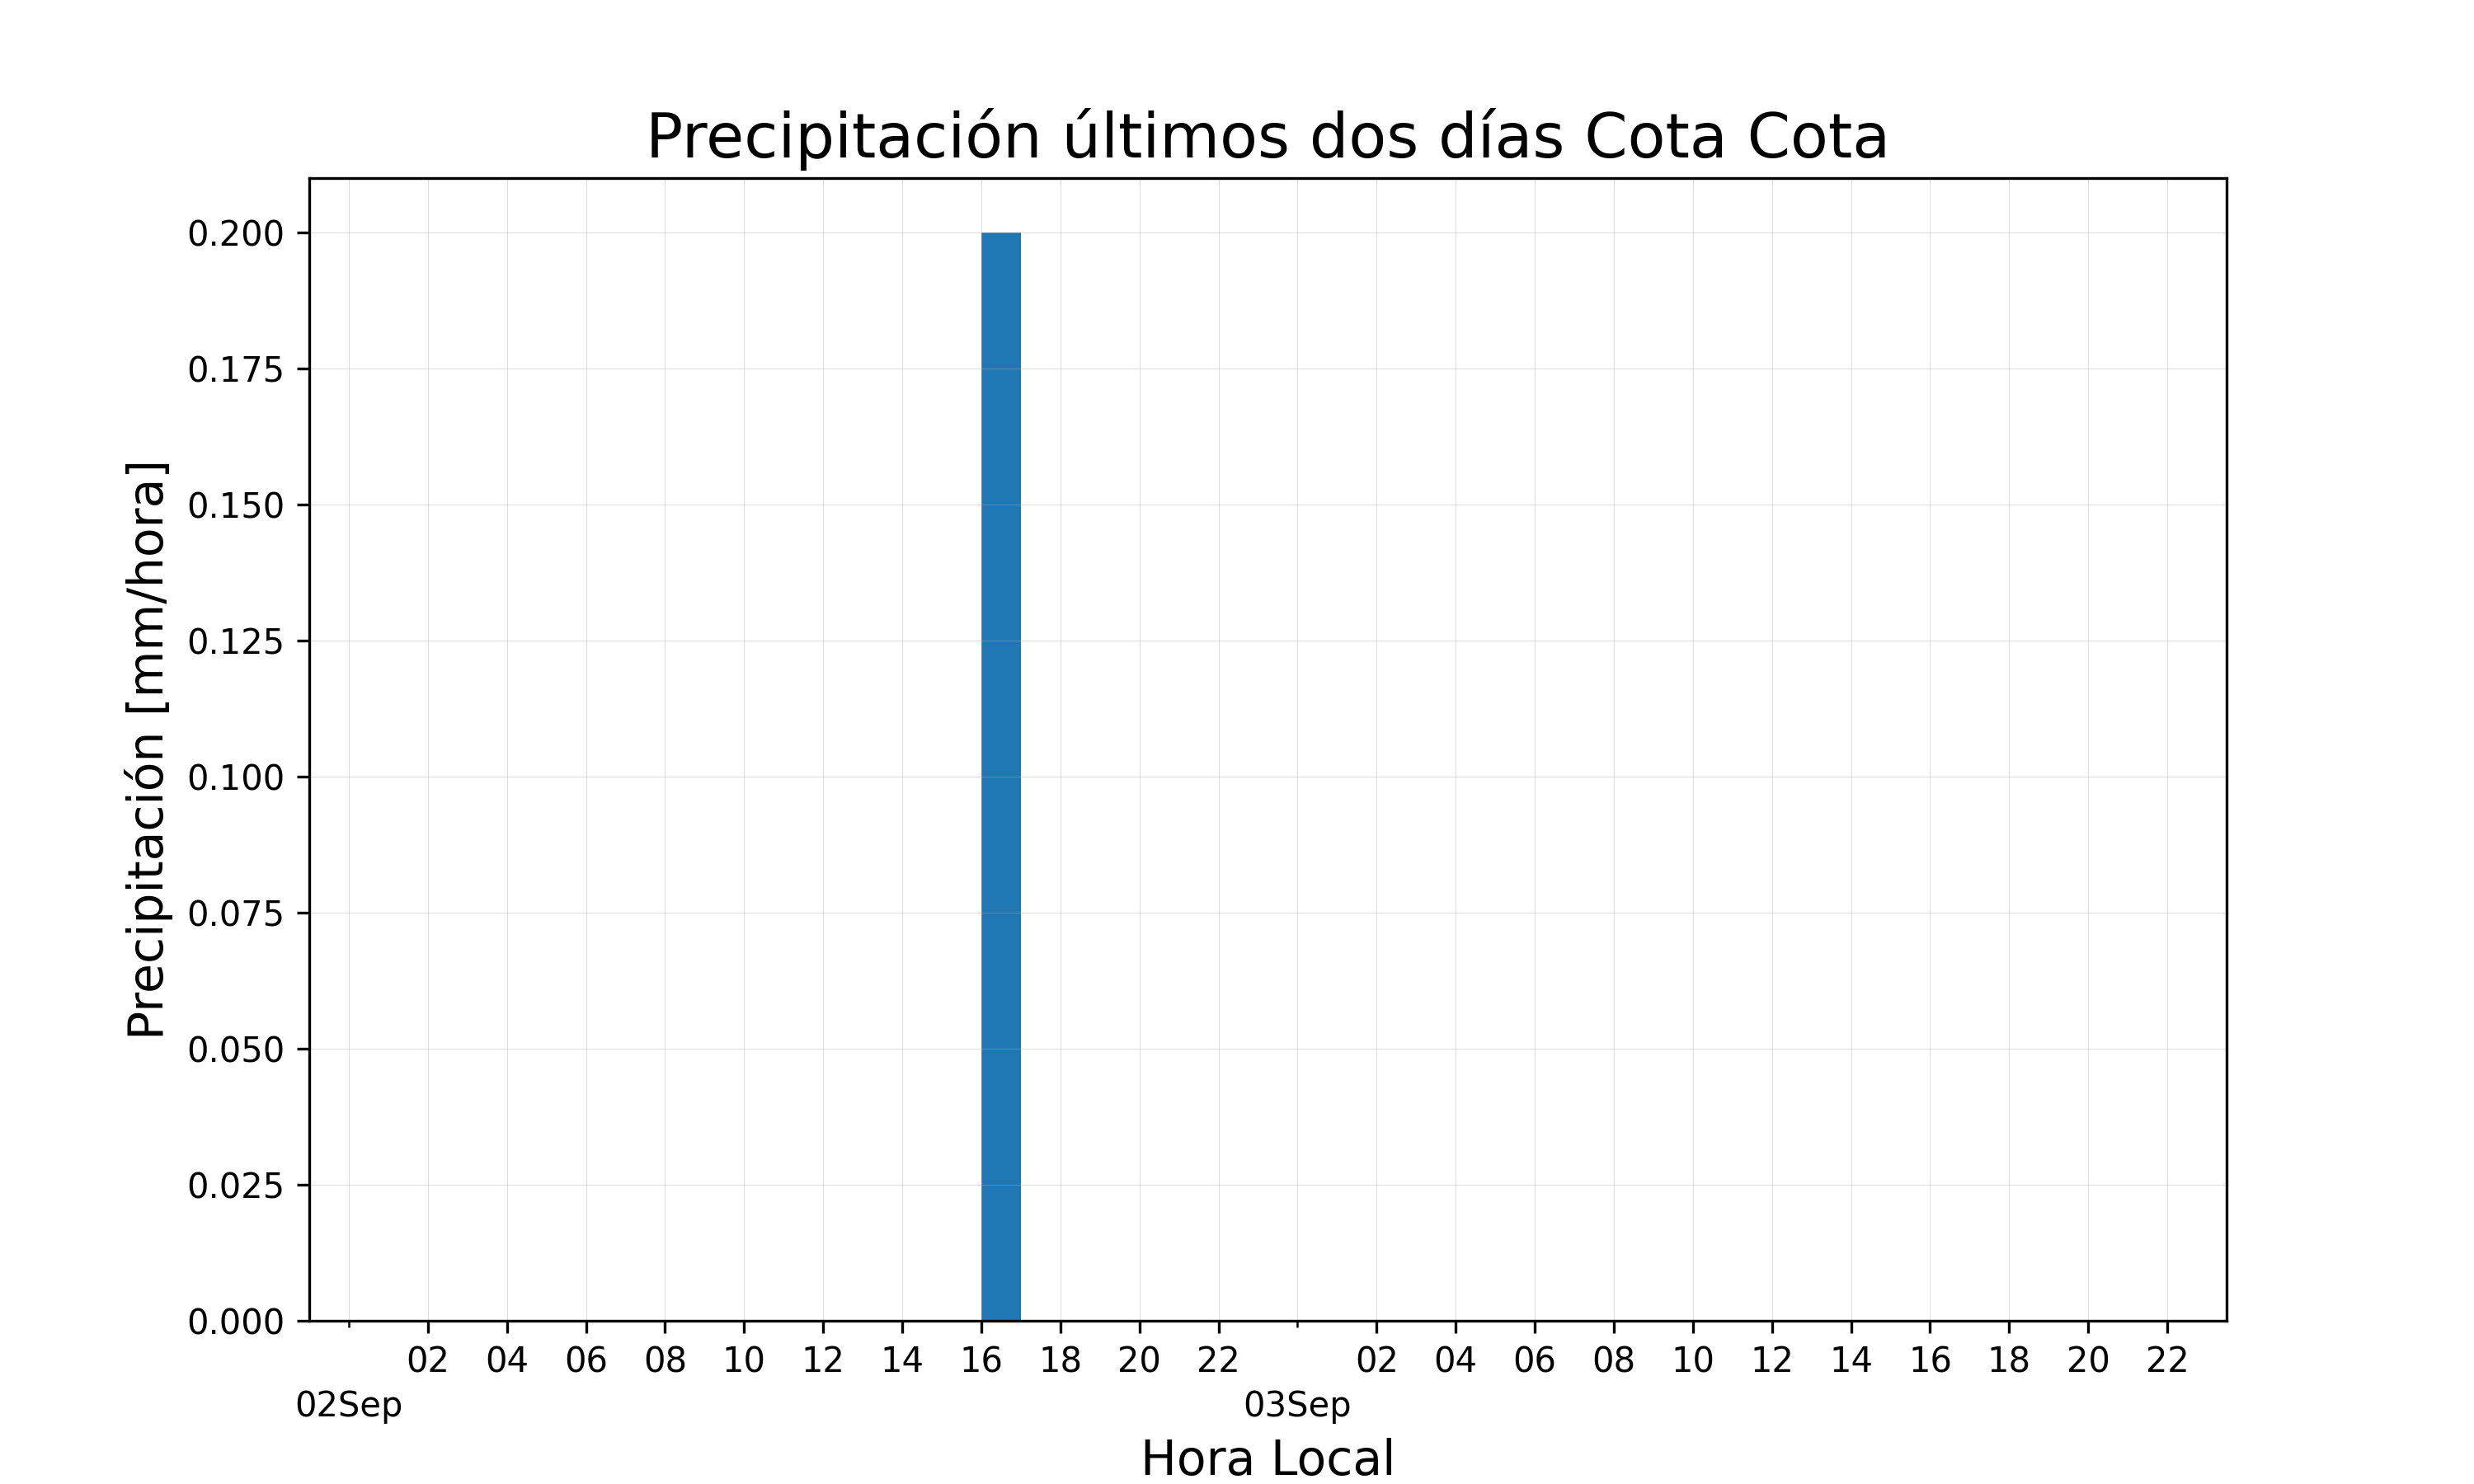 Precipitación últimos dos días Cota Cota
Precipitación [mm/hora]
0.200
0.175
0.150
0.125
0.100
0.075
0.050
0.025
0.000
02 04 06 08 10 12 14 16 18 20 22 02 04 06 08 10 12 14 16 18 20 22
02Sep 03Sep
Hora Local